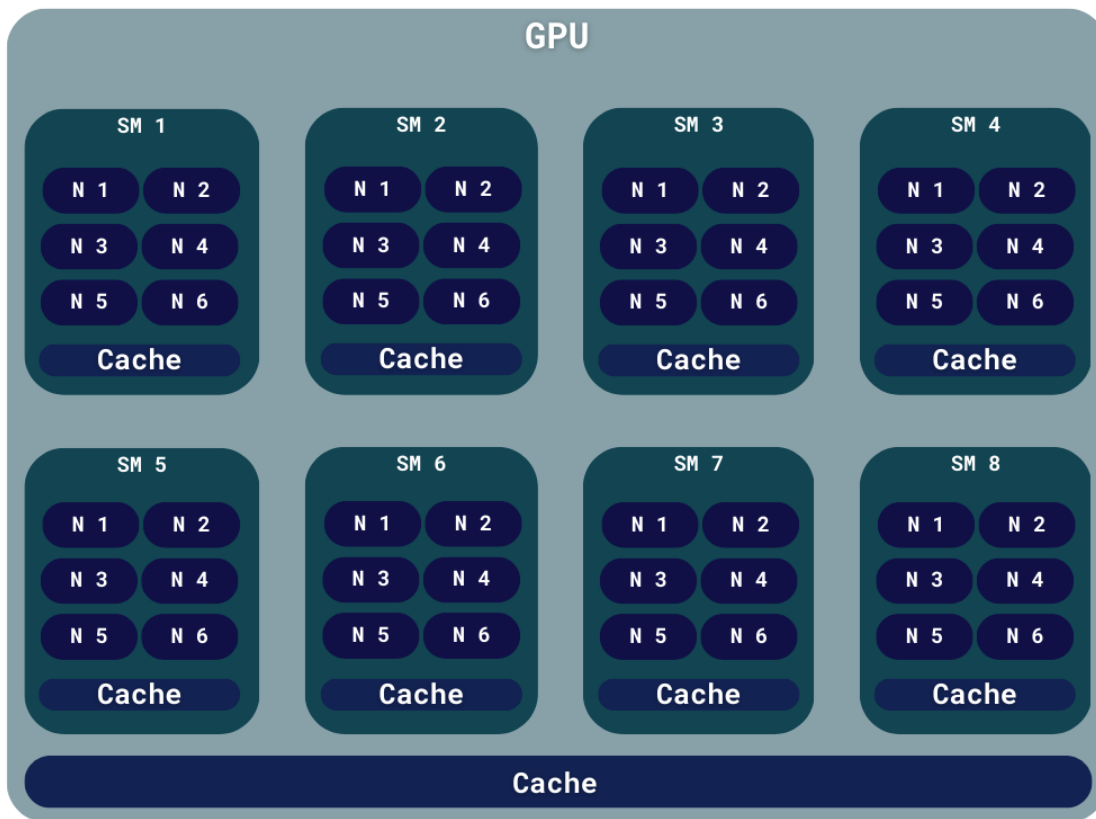 GPU
SM 1 SM 2 SM 3 SM 4
N 1 N 2 N 1 N 2 N 1 N 2 N 1 N 2
N 3 N 4 N 3 N 4 N 3 N 4 N 3 N 4
N 5 N 6 N 5 N 6 N 5 N 6 N 5 N 6
Cache Cache Cache Cache
SM 5 SM 6 SM 7 SM 8
N 1 N 2 N 1 N 2 N 1 N 2 N 1 N 2
N 3 N 4 N 3 N 4 N 3 N 4 N 3 N 4
N 5 N 6 N 5 N 6 N 5 N 6 N 5 N 6
Cache Cache Cache Cache
Cache